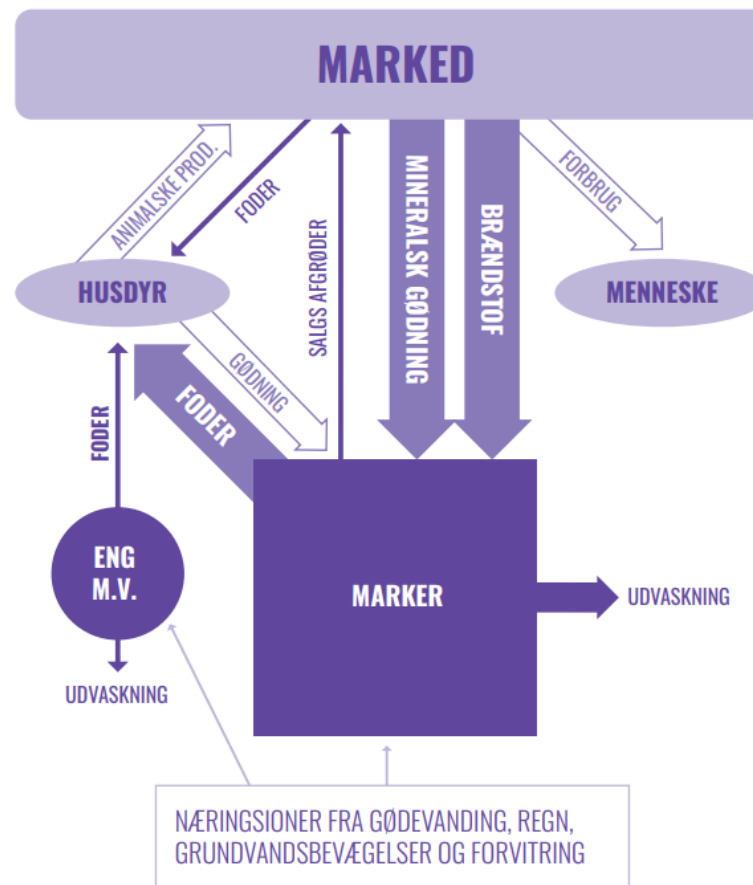 MARKED
ANIMALSKE PROD.
FODER
SALGS AFGRØDER
MINERALSK GØDNING
BRÆNDSTOF
FORBRUG
HUSDYR
MENNESKE
GØDNING
FODER
FODER
ENG
M.V.
MARKER
UDVASKNING
UDVASKNING
NÆRINGSIONER FRA GØDEVANDING, REGN,
GRUNDVANDSBEVÆGELSER OG FORVITRING